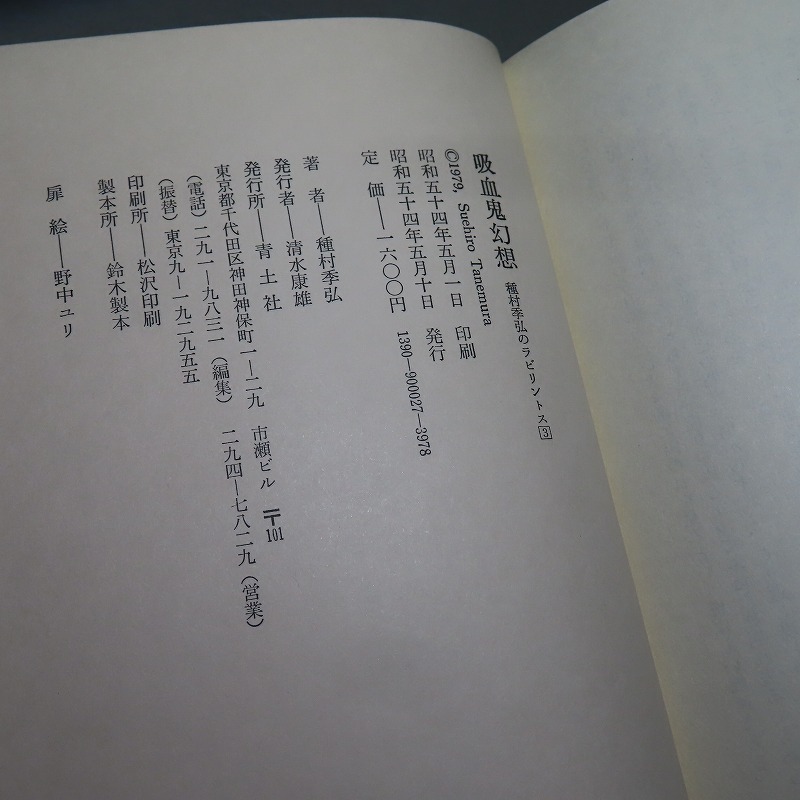 吸血鬼幻想 種村季弘のラビリントス3
©1979, Suehiro Tanemura
昭和五十四年五月一日 印刷
昭和五十四年五月十日 発行
定価——一六〇〇円 1390—900027—3978
著者——種村季弘
発行者——清水康雄
発行所——青土社
東京都千代田区神田神保町一—二九 市瀬ビル 〒101
(電話)二九一—九八三一(編集) 二九四—七八二九(営業)
(振替)東京九—一九二九五五
印刷所——松沢印刷
製本所——鈴木製本
扉絵——野中ユリ